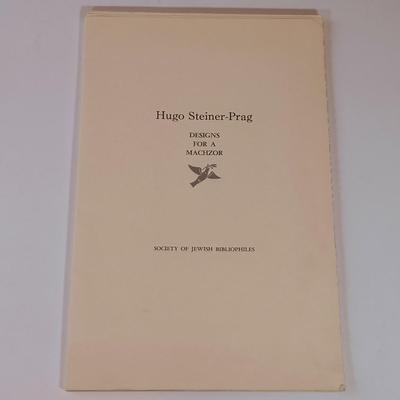 Hugo Steiner-Prag
DESIGNS
FOR A
MACHZOR
SOCIETY OF JEWISH BIBLIOPHILES